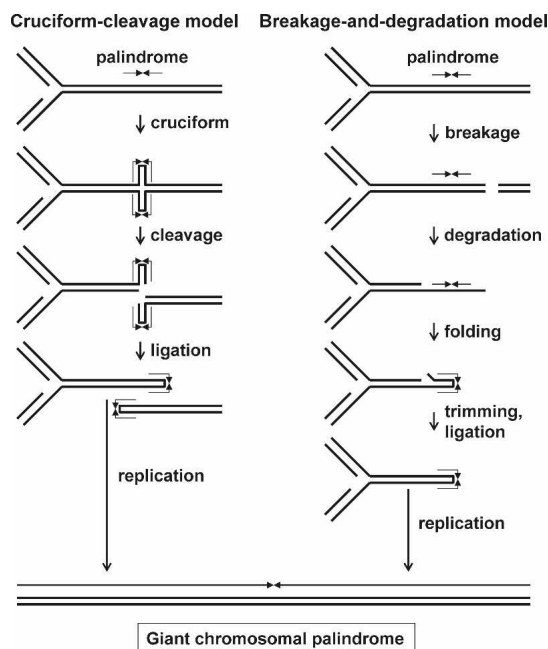 Cruciform-cleavage model
palindrome
cruciform
cleavage
ligation
replication
Breakage-and-degradation model
palindrome
breakage
degradation
folding
trimming,
ligation
replication
Giant chromosomal palindrome